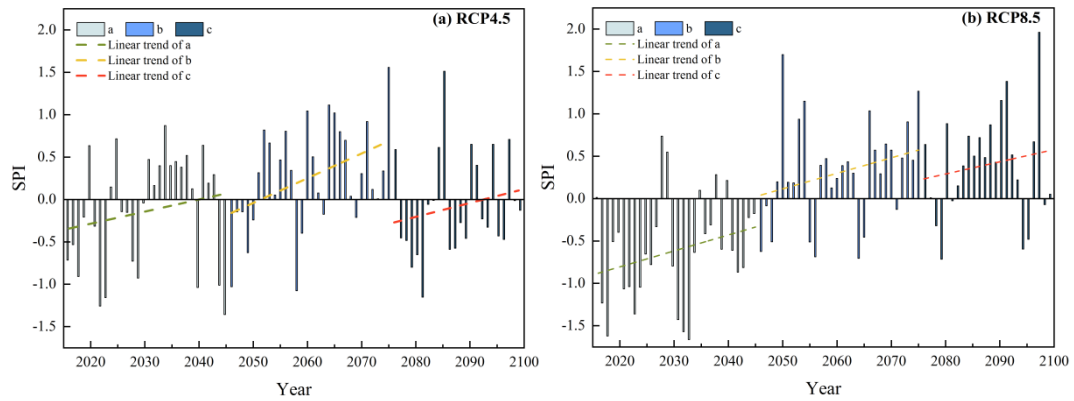 (a) RCP4.5
a b c
Linear trend of a
Linear trend of b
Linear trend of c
SPI
1.5
1.0
0.5
0.0
-0.5
-1.0
-1.5
2020 2030 2040 2050 2060 2070 2080 2090 2100
Year
(b) RCP8.5
a b c
Linear trend of a
Linear trend of b
Linear trend of c
SPI
2.0
1.5
1.0
0.5
0.0
-0.5
-1.0
-1.5
2020 2030 2040 2050 2060 2070 2080 2090 2100
Year